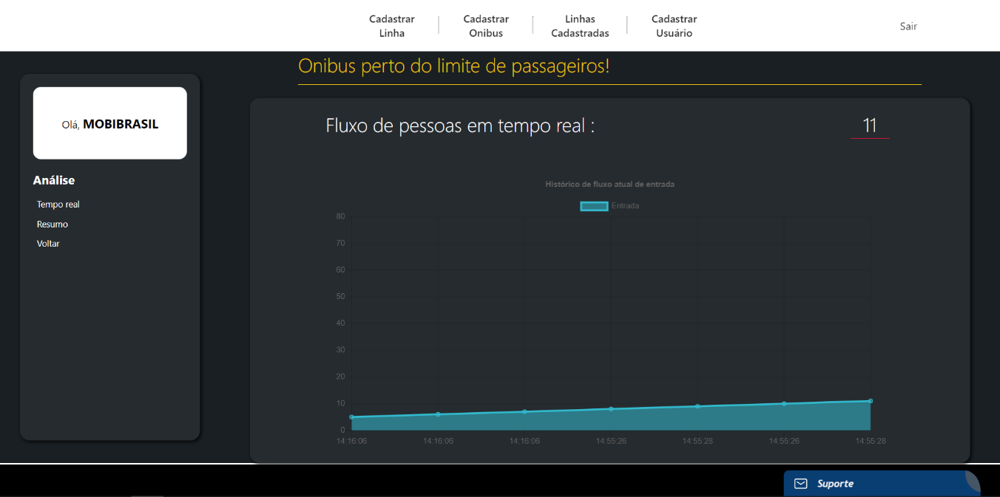 Cadastrar
Linha
Cadastrar
Onibus
Linhas
Cadastradas
Cadastrar
Usuário
Sair
Onibus perto do limite de passageiros!
Olá, MOBIBRASIL
Análise
Tempo real
Resumo
Voltar
Fluxo de pessoas em tempo real :
11
Histórico de fluxo atual de entrada
Entrada
80
70
60
50
40
30
20
10
0
14:16:06 14:16:06 14:16:06 14:55:26 14:55:28 14:55:26 14:55:28
Suporte